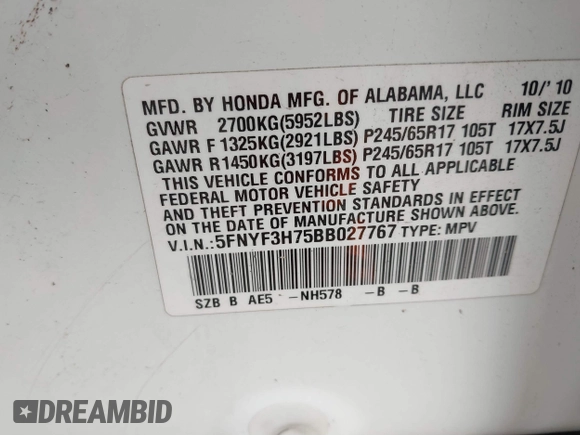 MFD. BY HONDA MFG. OF ALABAMA, LLC 10/'10
GVWR 2700KG(5952LBS) TIRE SIZE RIM SIZE
GAWR F 1325KG(2921LBS) P245/65R17 105T 17X7.5J
GAWR R 1450KG(3197LBS) P245/65R17 105T 17X7.5J
THIS VEHICLE CONFORMS TO ALL APPLICABLE
FEDERAL MOTOR VEHICLE SAFETY
AND THEFT PREVENTION STANDARDS IN EFFECT
ON THE DATE OF MANUFACTURE SHOWN ABOVE.
V.I.N.:5FNYF3H75BB027767 TYPE: MPV
SZB B AE5 -NH578 -B -B
DREAMBID